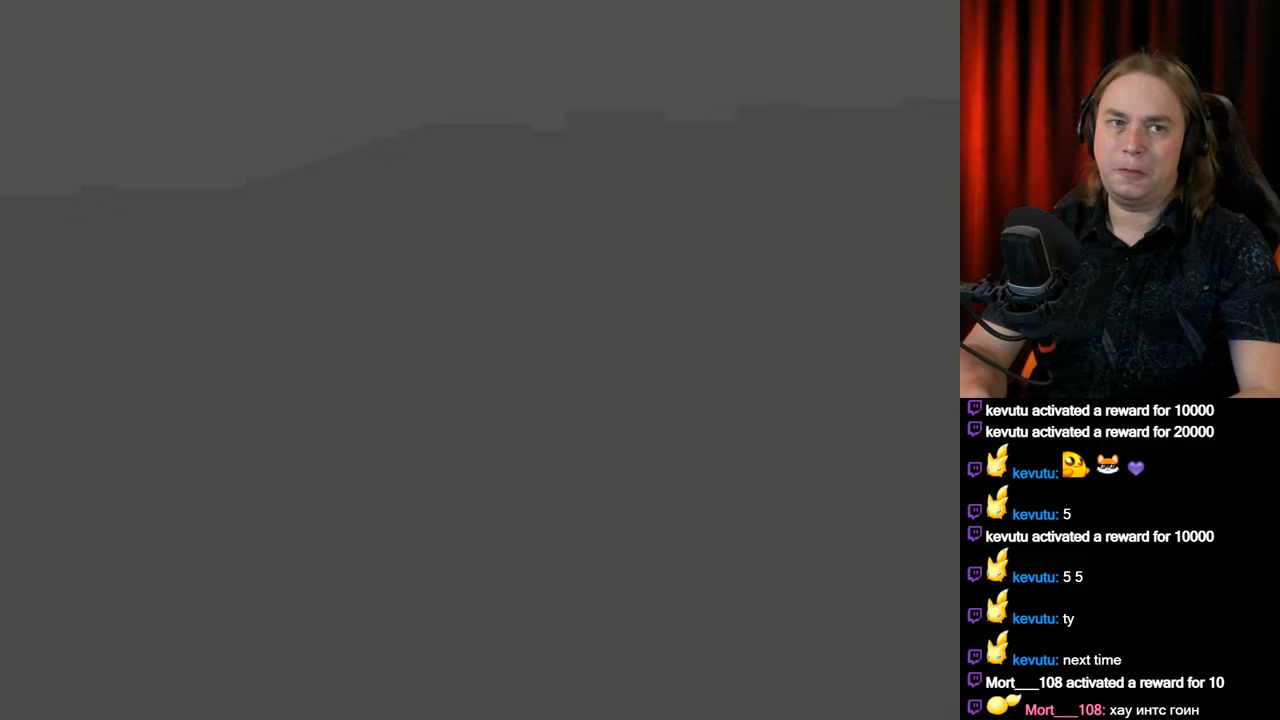 kevutu activated a reward for 10000
kevutu activated a reward for 20000
kevutu:
kevutu: 5
kevutu activated a reward for 10000
kevutu: 5 5
kevutu: ty
kevutu: next time
Mort___108 activated a reward for 10
Mort___108: хау интс гоин